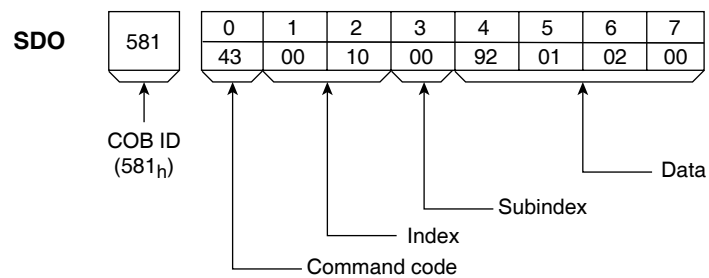 0 1 2 3 4 5 6 7
SDO 581 43 00 10 00 92 01 02 00
COB ID
(581h)
Data
Subindex
Index
Command code